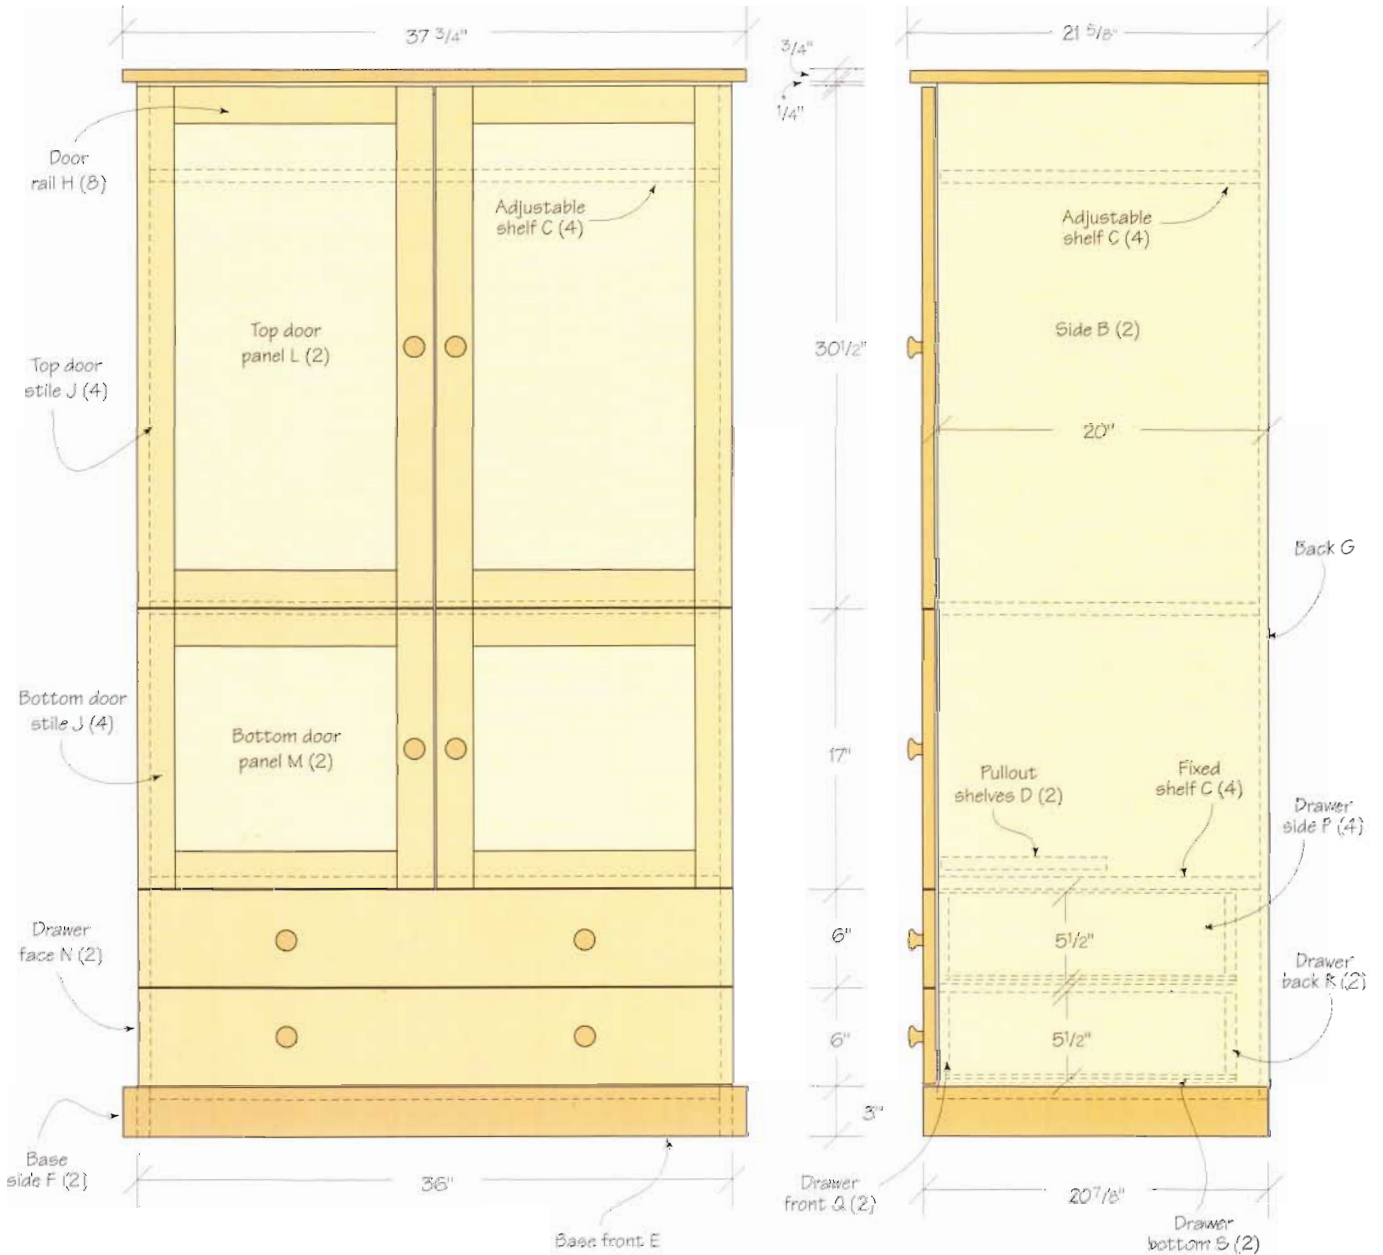 37 3/4"
21 5/8"
3/4"
1/4"
Door
rail H (8)
Adjustable
shelf C (4)
Adjustable
shelf C (4)
Top door
panel L (2)
Side B (2)
30 1/2"
Top door
stile J (4)
20"
Back G
Bottom door
stile J (4)
Bottom door
panel M (2)
17"
Pullout
shelves D (2)
Fixed
shelf C (4)
Drawer
side P (4)
Drawer
face N (2)
6"
5 1/2"
Drawer
back R (2)
6"
5 1/2"
3"
Base
side F (2)
36"
Drawer
front Q (2)
20 7/8"
Base front E
Drawer
bottom S (2)